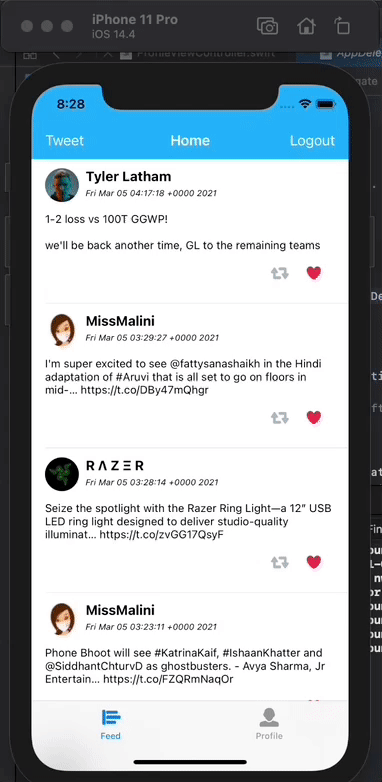 iPhone 11 Pro
iOS 14.4
ProfileViewController.swift
AppDele
8:28
Tweet
Home
Logout
Tyler Latham
Fri Mar 05 04:17:18 +0000 2021
1-2 loss vs 100T GGWP!
we'll be back another time, GL to the remaining teams
MissMalini
Fri Mar 05 03:29:27 +0000 2021
I'm super excited to see @fattysanashaikh in the Hindi
adaptation of #Aruvi that is all set to go on floors in
mid-… https://t.co/DBy47mQhgr
R Λ Z Ξ R
Fri Mar 05 03:28:14 +0000 2021
Seize the spotlight with the Razer Ring Light—a 12” USB
LED ring light designed to deliver studio-quality
illuminat… https://t.co/zvGG17QsyF
MissMalini
Fri Mar 05 03:23:11 +0000 2021
Phone Bhoot will see #KatrinaKaif, #IshaanKhatter and
@SiddhantChturvD as ghostbusters. - Avya Sharma, Jr
Entertain… https://t.co/FZQRmNaqOr
Feed
Profile